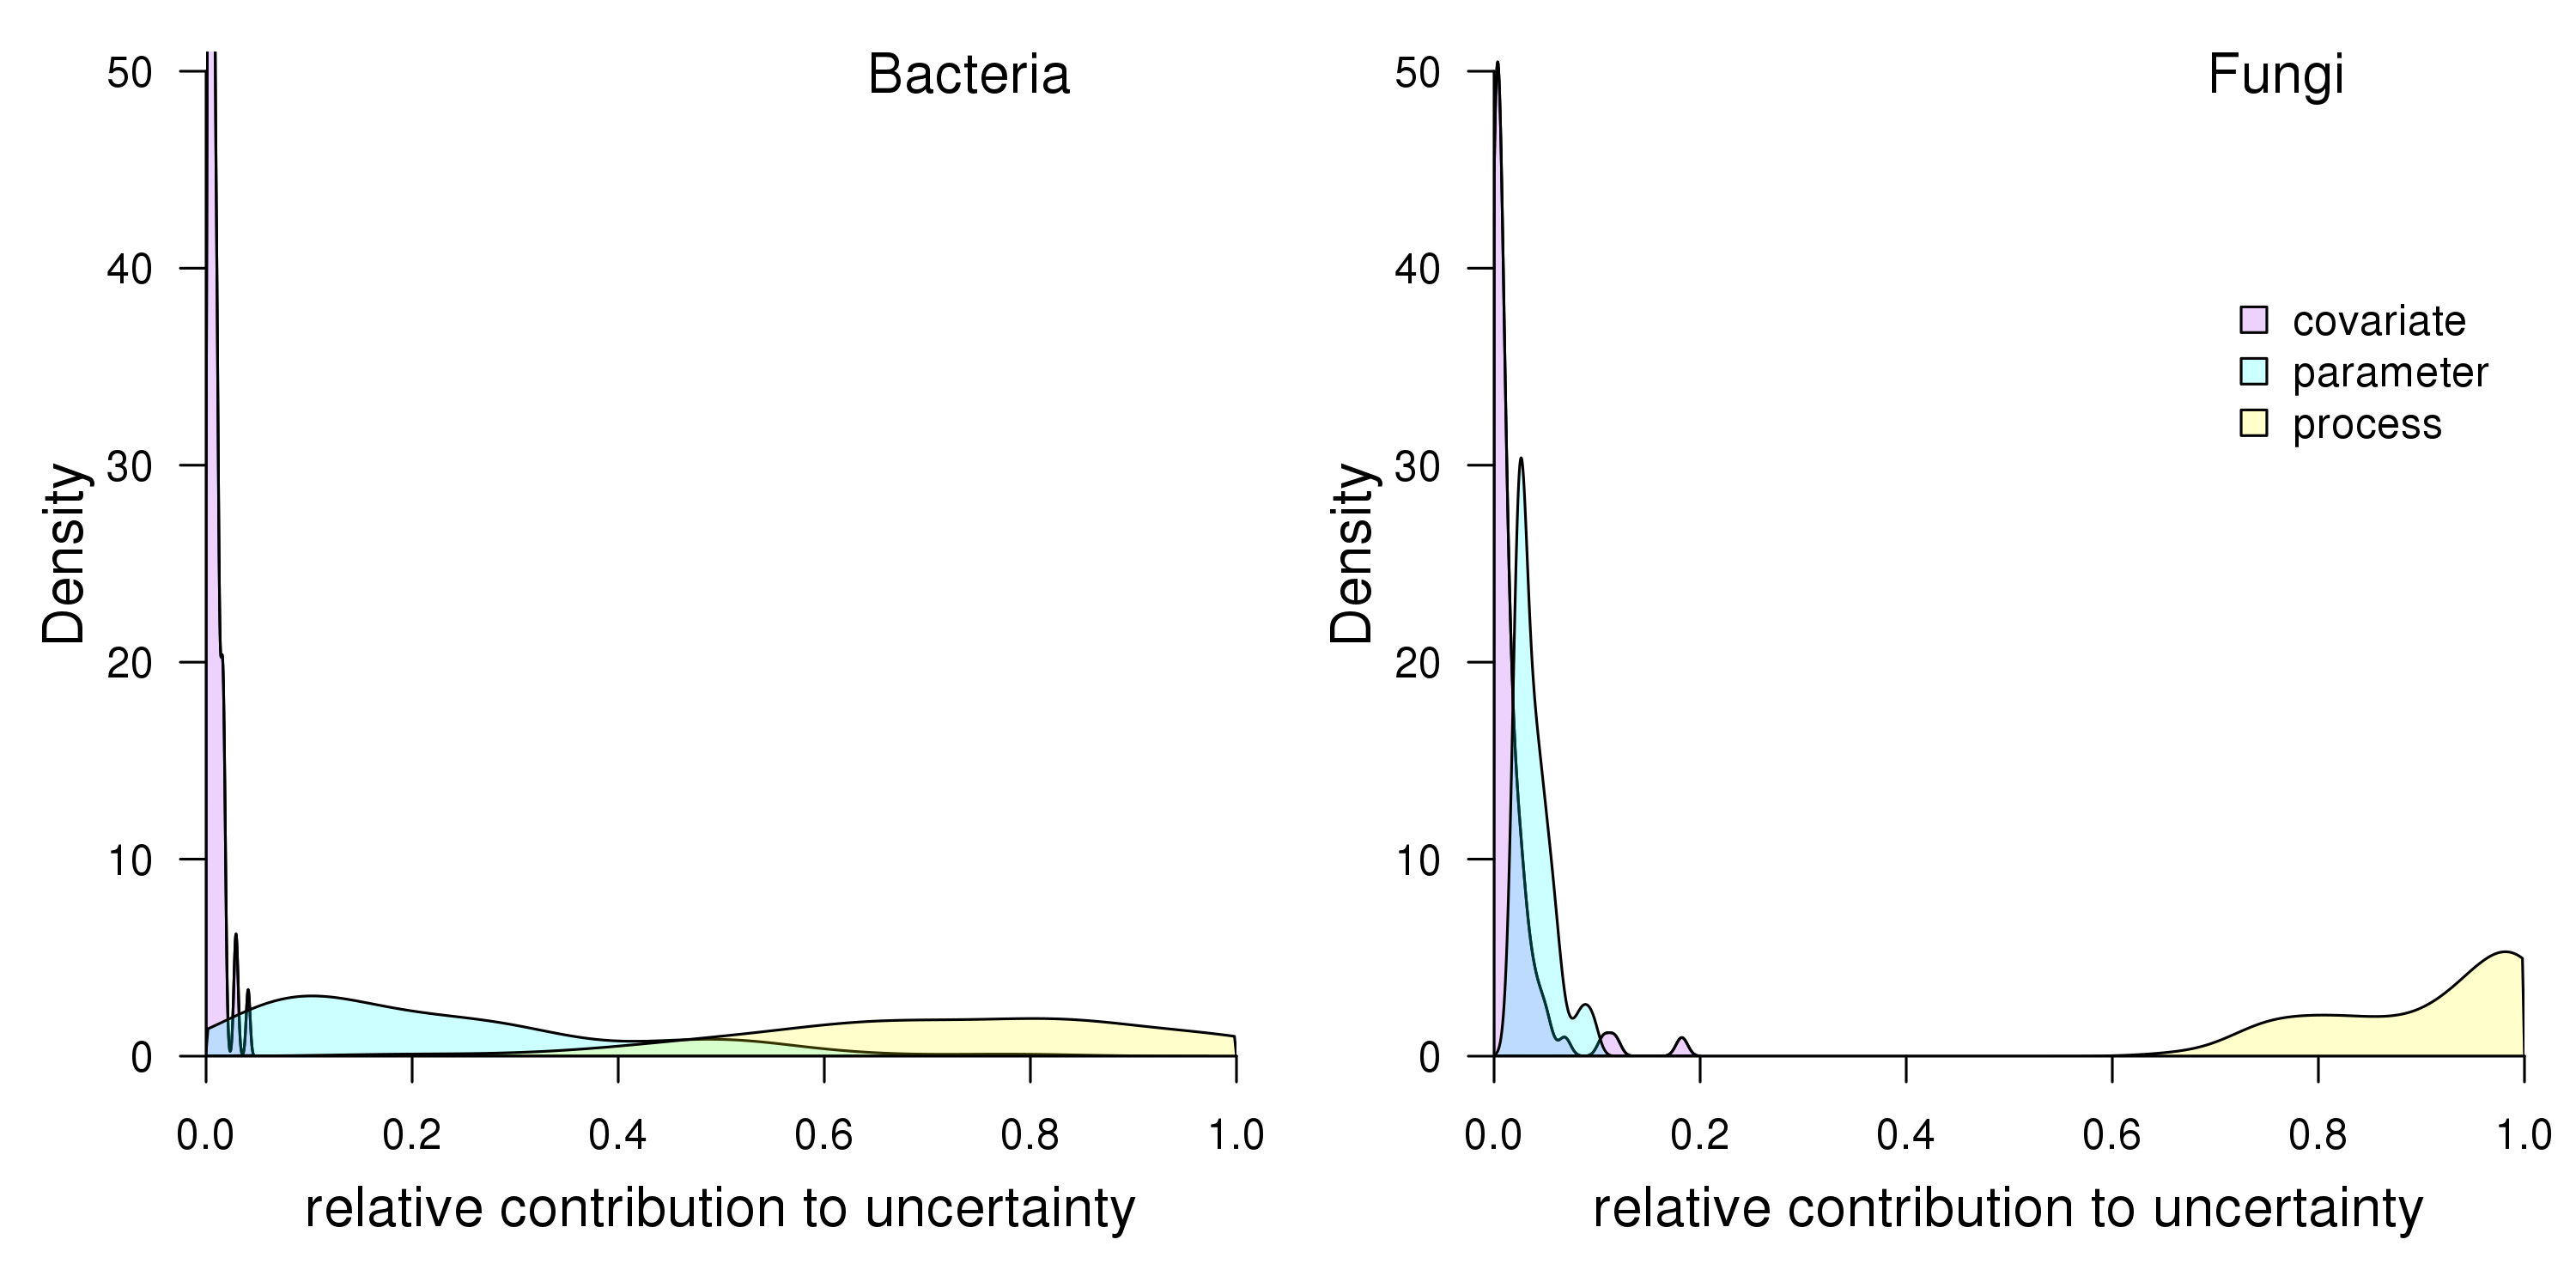 Bacteria
Density
50
40
30
20
10
0
0.0 0.2 0.4 0.6 0.8 1.0
relative contribution to uncertainty
Fungi
Density
50
40
30
20
10
0
covariate
parameter
process
0.0 0.2 0.4 0.6 0.8 1.0
relative contribution to uncertainty